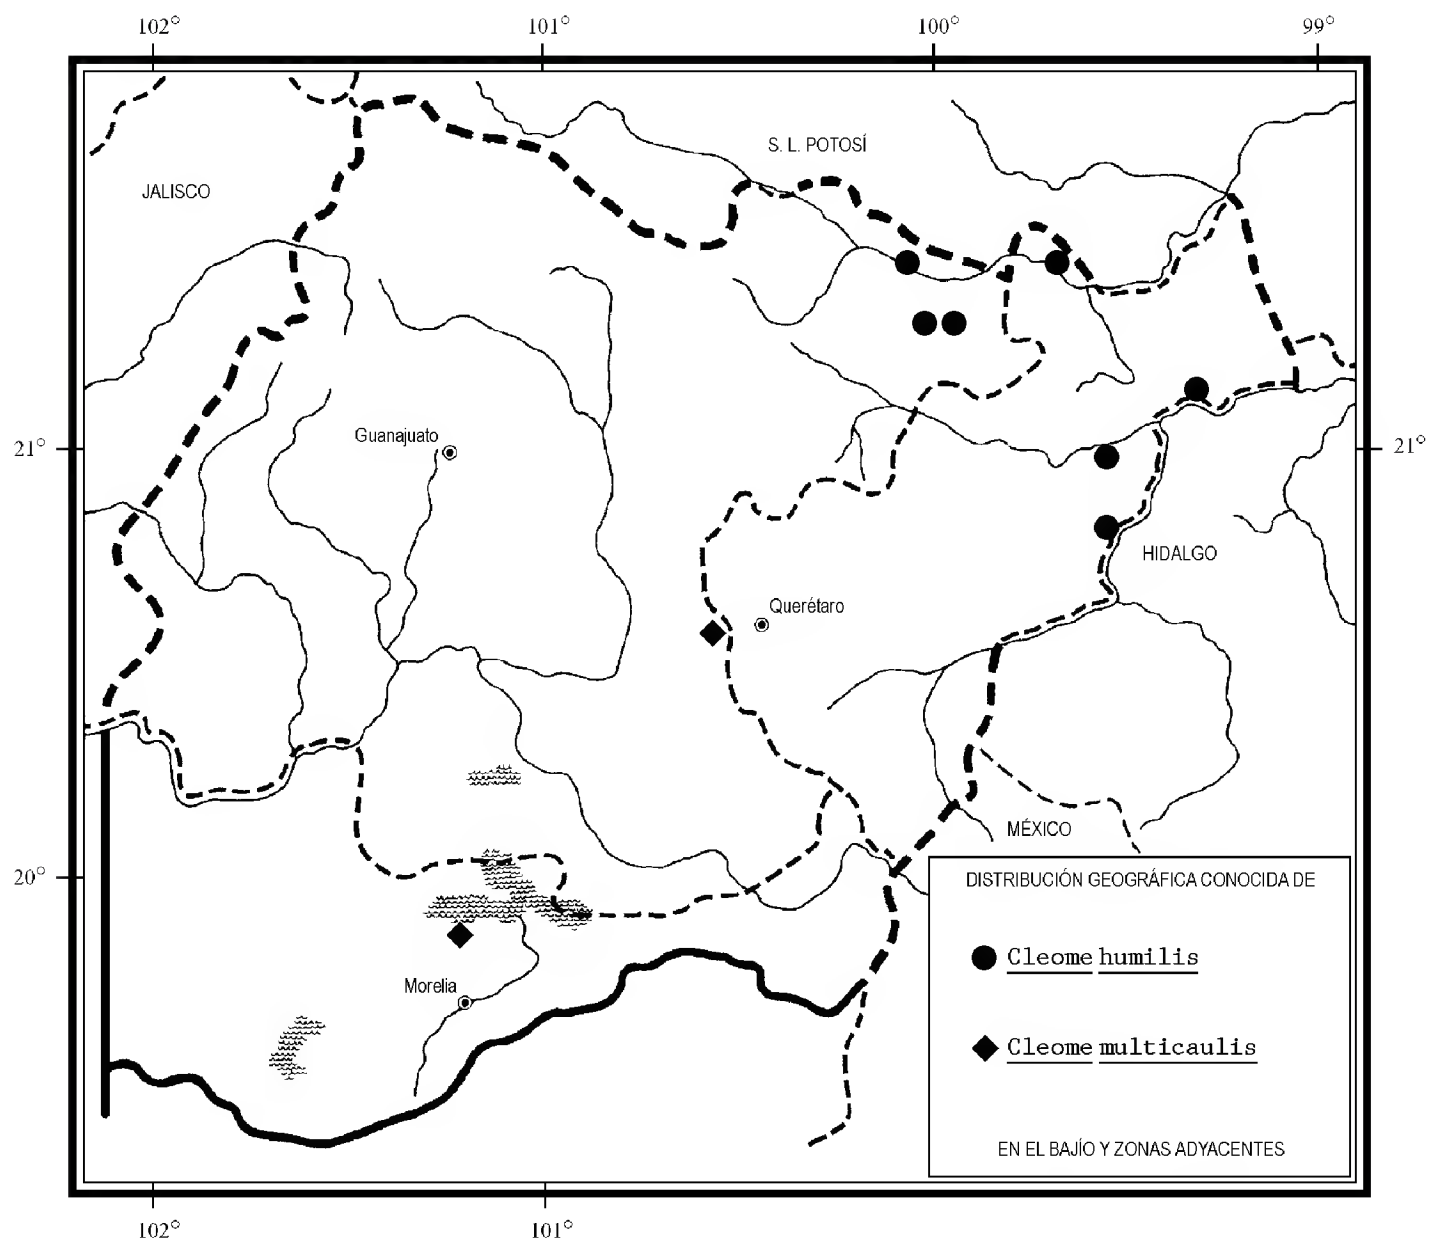 102° 101° 100° 99°
S. L. POTOSÍ
JALISCO
Guanajuato
21° 21°
HIDALGO
Querétaro
MÉXICO
20°
DISTRIBUCIÓN GEOGRÁFICA CONOCIDA DE
Cleome humilis
Morelia
Cleome multicaulis
EN EL BAJÍO Y ZONAS ADYACENTES
102° 101°